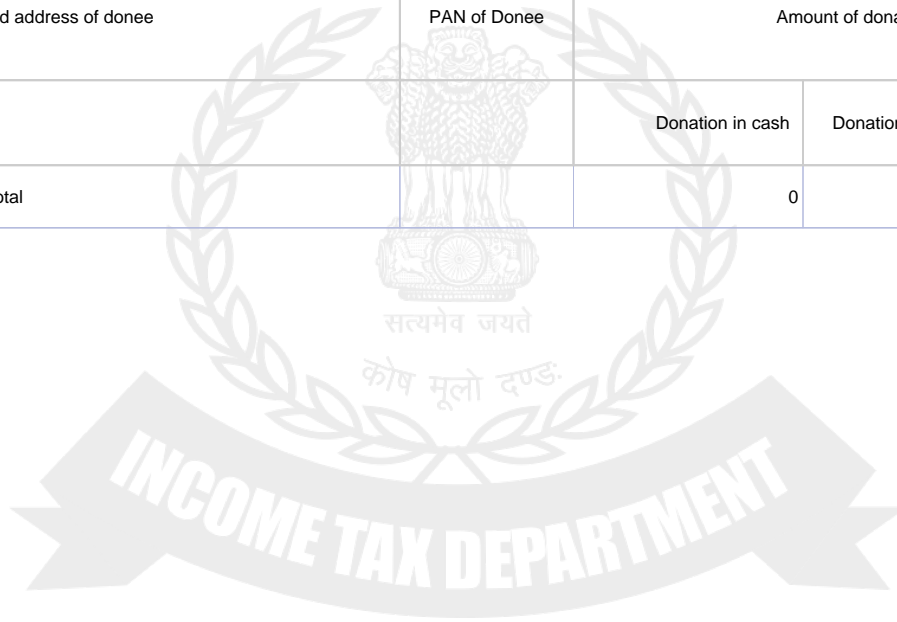 d address of donee PAN of Donee Amount of dona
Donation in cash Donation
otal 0
सत्यमेव जयते
कोष मूलो दण्डः
INCOME TAX DEPARTMENT